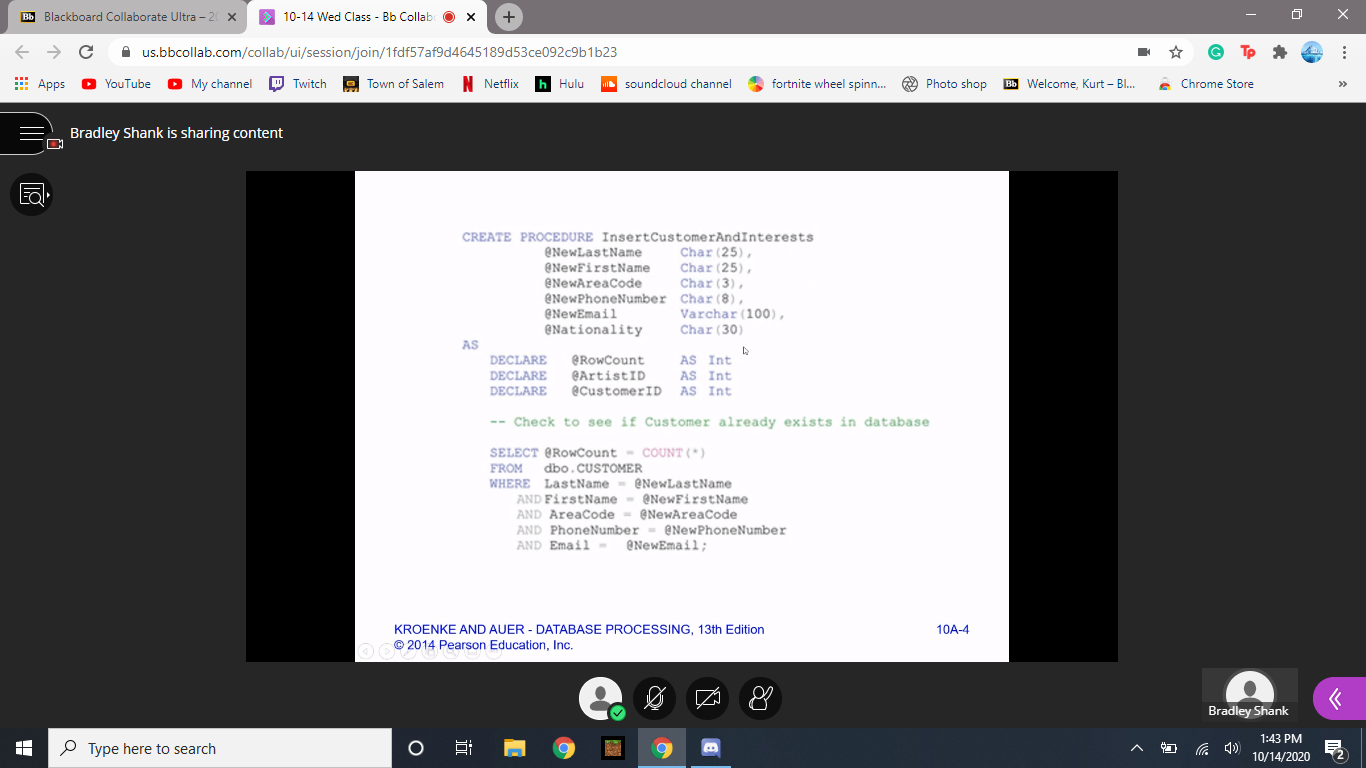 Blackboard Collaborate Ultra – 20
10-14 Wed Class - Bb Collab
us.bbcollab.com/collab/ui/session/join/1fdf57af9d4645189d53ce092c9b1b23
Apps YouTube My channel Twitch Town of Salem Netflix Hulu soundcloud channel fortnite wheel spinn... Photo shop Welcome, Kurt – Bl... Chrome Store »
Bradley Shank is sharing content
CREATE PROCEDURE InsertCustomerAndInterests
@NewLastName Char(25),
@NewFirstName Char(25),
@NewAreaCode Char(3),
@NewPhoneNumber Char(8),
@NewEmail Varchar(100),
@Nationality Char(30)
AS
DECLARE @RowCount AS Int
DECLARE @ArtistID AS Int
DECLARE @CustomerID AS Int
-- Check to see if Customer already exists in database
SELECT @RowCount = COUNT(*)
FROM dbo.CUSTOMER
WHERE LastName = @NewLastName
AND FirstName = @NewFirstName
AND AreaCode = @NewAreaCode
AND PhoneNumber = @NewPhoneNumber
AND Email = @NewEmail;
KROENKE AND AUER - DATABASE PROCESSING, 13th Edition 10A-4
© 2014 Pearson Education, Inc.
Bradley Shank
Type here to search
1:43 PM
10/14/2020
2